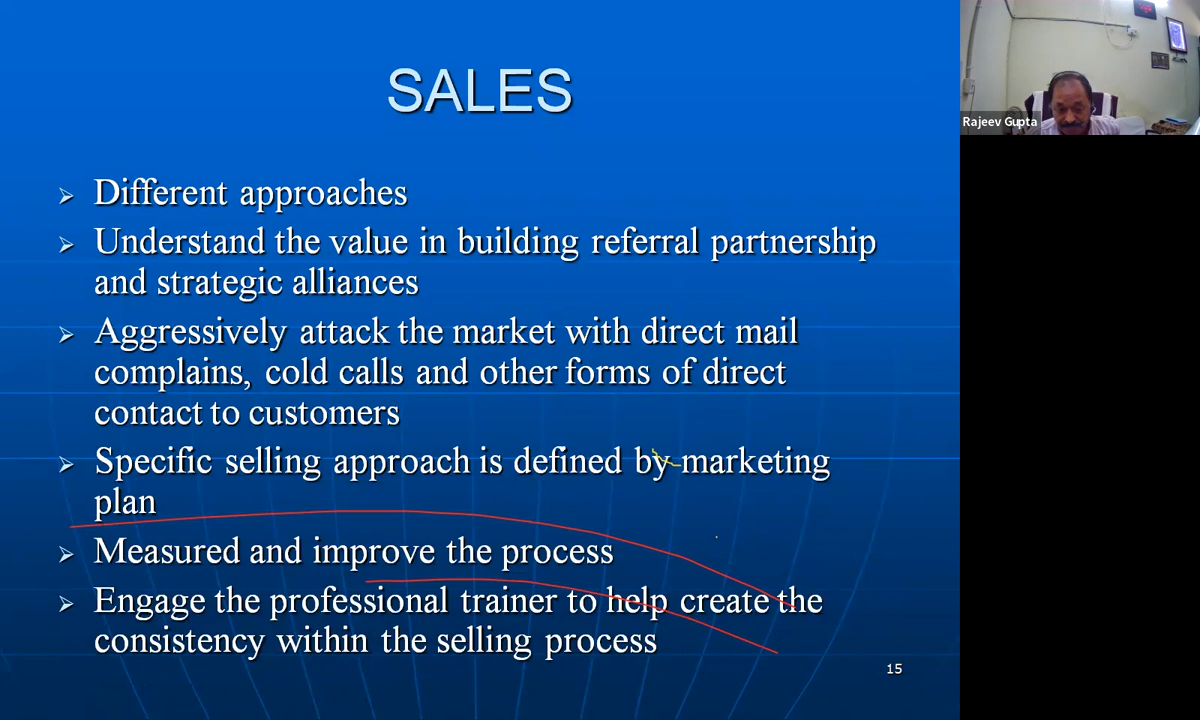 SALES
Different approaches
Understand the value in building referral partnership
and strategic alliances
Aggressively attack the market with direct mail
complains, cold calls and other forms of direct
contact to customers
Specific selling approach is defined by marketing
plan
Measured and improve the process
Engage the professional trainer to help create the
consistency within the selling process
15
Rajeev Gupta